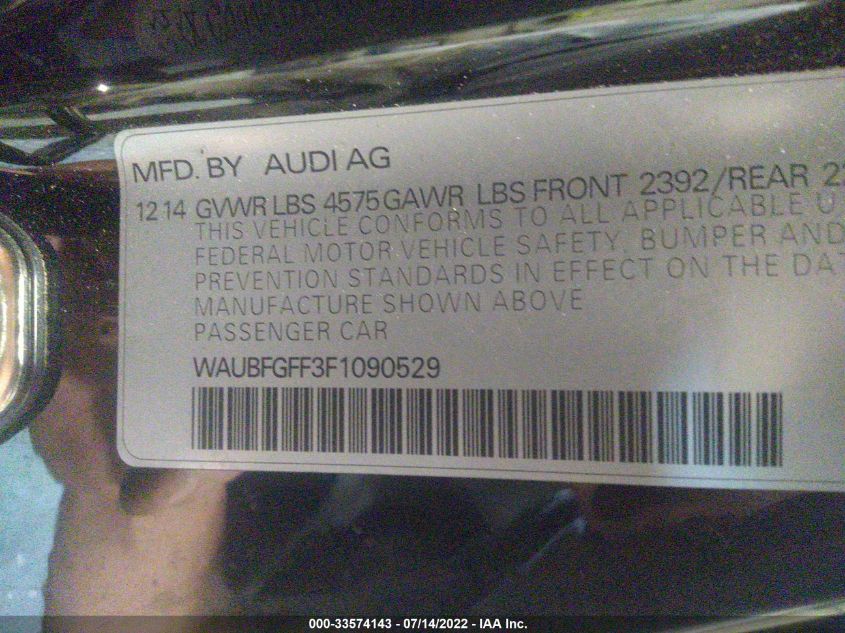 MFD. BY AUDI AG
12 14 GVWR LBS 4575 GAWR LBS FRONT 2392/REAR
THIS VEHICLE CONFORMS TO ALL APPLICABLE
FEDERAL MOTOR VEHICLE SAFETY, BUMPER AND
PREVENTION STANDARDS IN EFFECT ON THE
MANUFACTURE SHOWN ABOVE
PASSENGER CAR
WAUBFGFF3F1090529
000-33574143 - 07/14/2022 - IAA Inc.